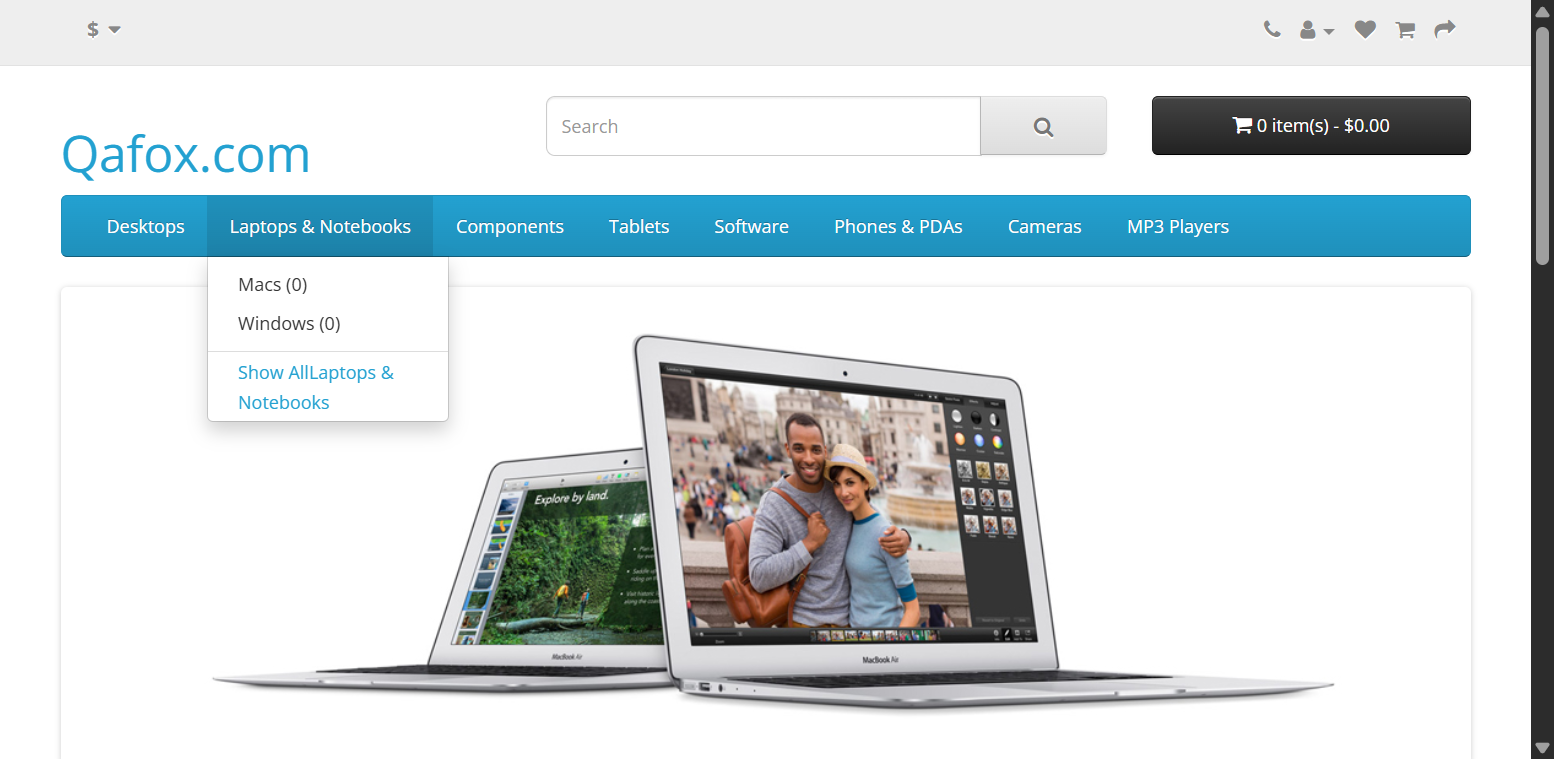 $
Qafox.com
Search
0 item(s) - $0.00
Desktops
Laptops & Notebooks
Components
Tablets
Software
Phones & PDAs
Cameras
MP3 Players
Macs (0)
Windows (0)
Show AllLaptops &
Notebooks
Explore by land.
MacBook Air
MacBook Air